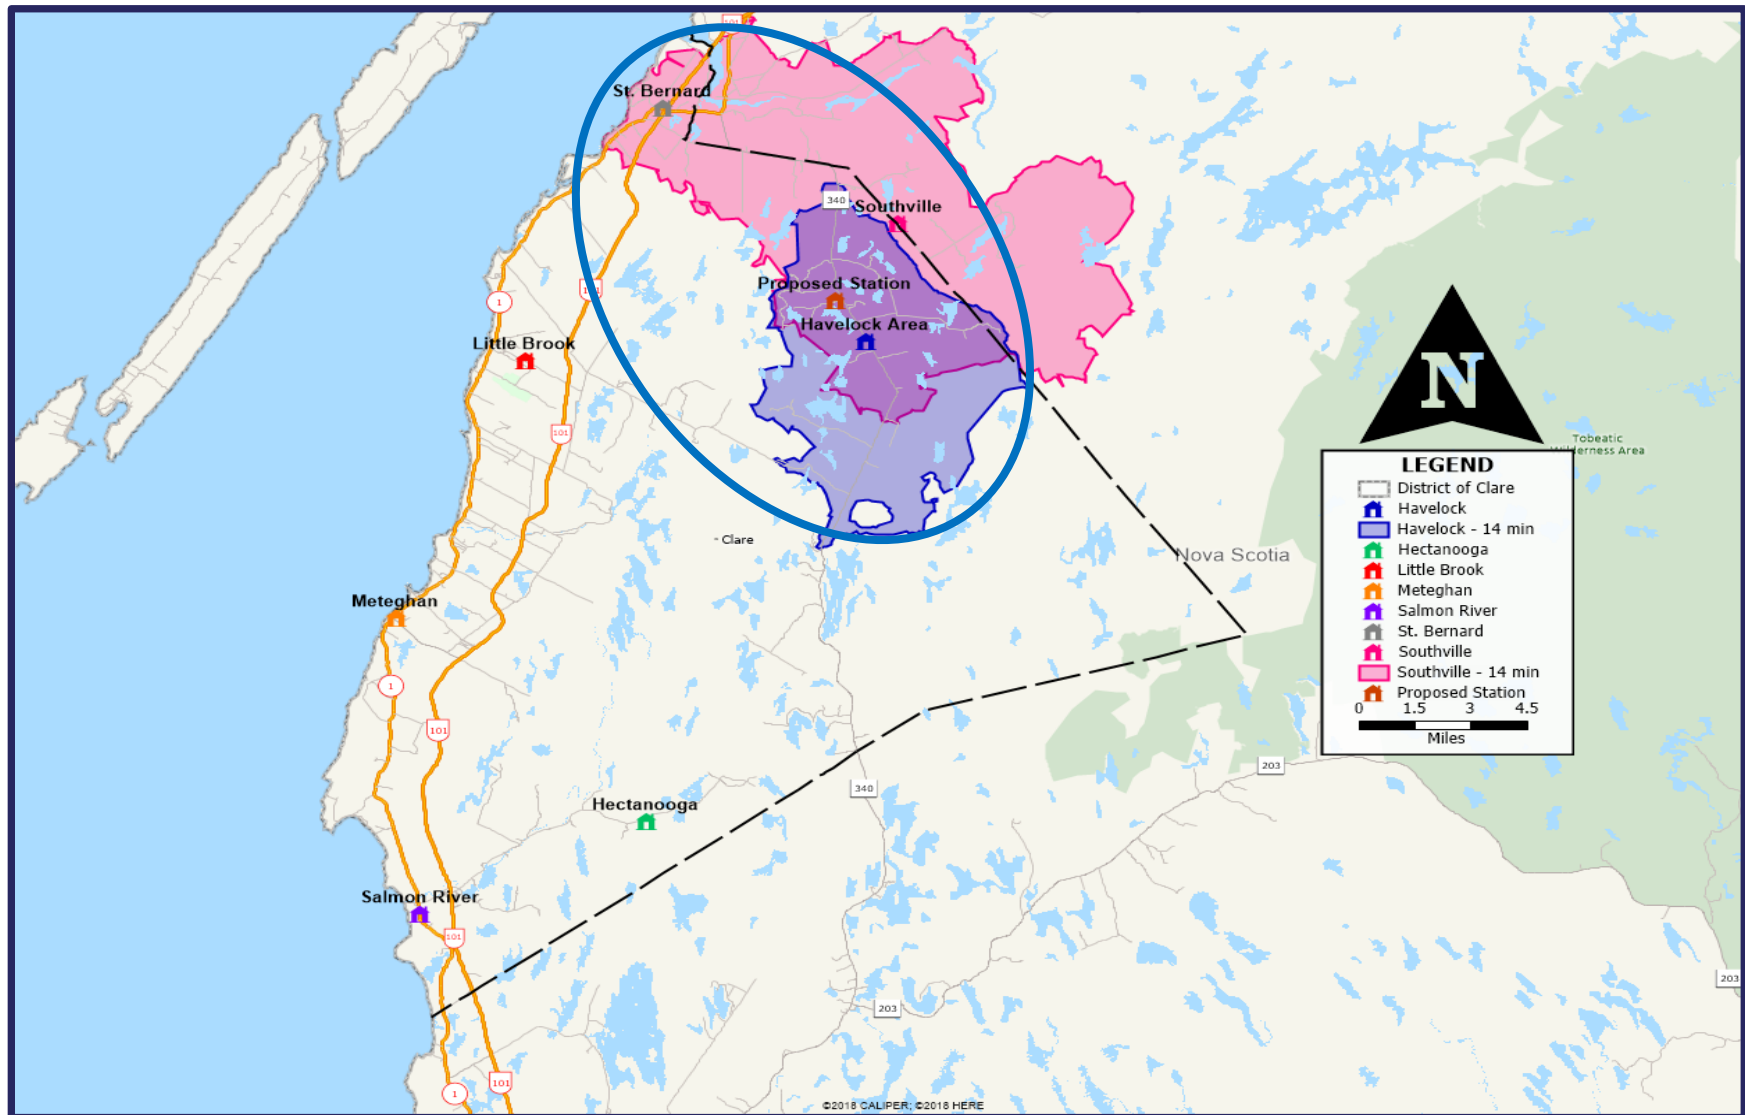 101
St. Bernard
340
Southville
Proposed Station
101
1
Havelock Area
Little Brook
101
Tobeatic
Wilderness Area
N
LEGEND
District of Clare
Havelock
Havelock - 14 min
Hectanooga
Little Brook
Meteghan
Salmon River
St. Bernard
Southville
Southville - 14 min
Proposed Station
0 1.5 3 4.5
Miles
Clare
Nova Scotia
Meteghan
1
101
203
340
Hectanooga
Salmon River
101
203
203
101
1
©2018 CALIPER; ©2018 HERE